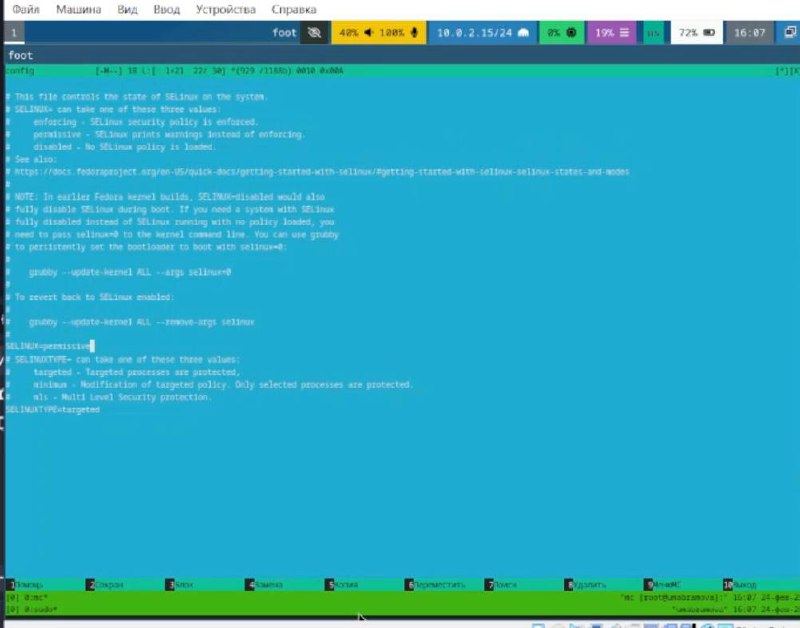 Файл Машина Вид Ввод Устройства Справка
1 foot 40% 100% 10.0.2.15/24 0% 19% us 72% 16:07
foot
config [-M--] 18 L:[ 1+21 22/ 30] *(929 /1188b) 0010 0x00A [*][X
# This file controls the state of SELinux on the system.
# SELINUX= can take one of these three values:
# enforcing - SELinux security policy is enforced.
# permissive - SELinux prints warnings instead of enforcing.
# disabled - No SELinux policy is loaded.
# See also:
# https://docs.fedoraproject.org/en-US/quick-docs/getting-started-with-selinux/#getting-started-with-selinux-selinux-states-and-modes
#
# NOTE: In earlier Fedora kernel builds, SELINUX=disabled would also
# fully disable SELinux during boot. If you need a system with SELinux
# fully disabled instead of SELinux running with no policy loaded, you
# need to pass selinux=0 to the kernel command line. You can use grubby
# to persistently set the bootloader to boot with selinux=0:
#
# grubby --update-kernel ALL --args selinux=0
#
# To revert back to SELinux enabled:
#
# grubby --update-kernel ALL --remove-args selinux
#
SELINUX=permissive
# SELINUXTYPE= can take one of these three values:
# targeted - Targeted processes are protected,
# minimum - Modification of targeted policy. Only selected processes are protected.
# mls - Multi Level Security protection.
SELINUXTYPE=targeted
1Помощь 2Сохран 3Блок 4Замена 5Копия 6Переместить 7Поиск 8Удалить 9МенюMC 10Выход
[0] 0:mc* "mc [root@umabramova]:" 16:07 24-фев-2
[0] 0:sudo* "umabramova" 16:07 24-фев-2